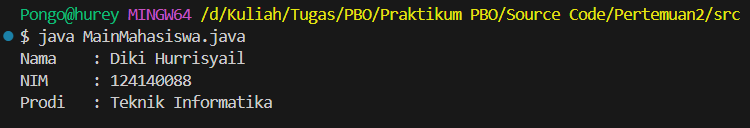 Pongo@hurey MINGW64 /d/Kuliah/Tugas/PBO/Praktikum PBO/Source Code/Pertemuan2/src
$ java MainMahasiswa.java
Nama    : Diki Hurrisyail
NIM     : 124140088
Prodi   : Teknik Informatika